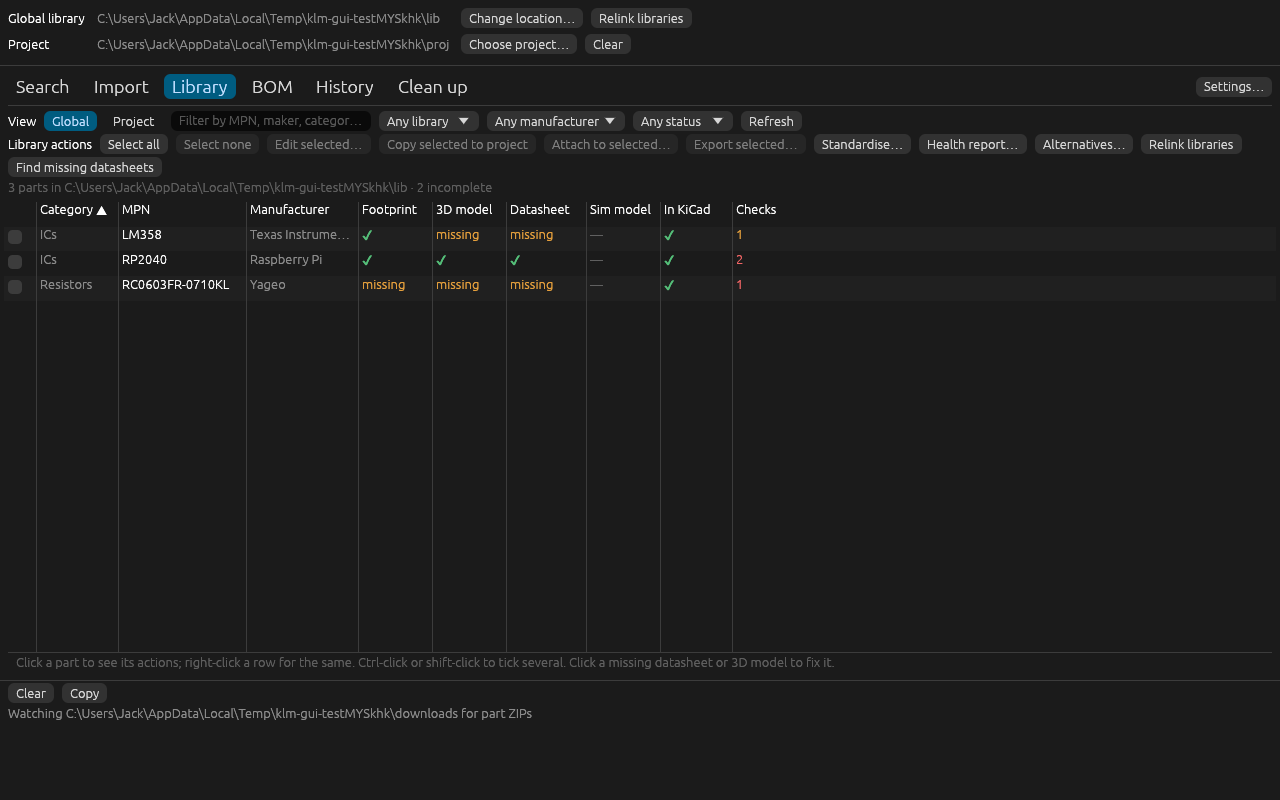 Global library C:\Users\Jack\AppData\Local\Temp\klm-gui-testMYSkhk\lib Change location… Relink libraries
Project C:\Users\Jack\AppData\Local\Temp\klm-gui-testMYSkhk\proj Choose project… Clear
Search Import Library BOM History Clean up Settings…
View Global Project Filter by MPN, maker, categor… Any library Any manufacturer Any status Refresh
Library actions Select all Select none Edit selected… Copy selected to project Attach to selected… Export selected… Standardise… Health report… Alternatives… Relink libraries
Find missing datasheets
3 parts in C:\Users\Jack\AppData\Local\Temp\klm-gui-testMYSkhk\lib · 2 incomplete
Category ▲ MPN Manufacturer Footprint 3D model Datasheet Sim model In KiCad Checks
ICs LM358 Texas Instrume… ✔ missing missing — ✔ 1
ICs RP2040 Raspberry Pi ✔ ✔ ✔ — ✔ 2
Resistors RC0603FR-0710KL Yageo missing missing missing — ✔ 1
Click a part to see its actions; right-click a row for the same. Ctrl-click or shift-click to tick several. Click a missing datasheet or 3D model to fix it.
Clear Copy
Watching C:\Users\Jack\AppData\Local\Temp\klm-gui-testMYSkhk\downloads for part ZIPs